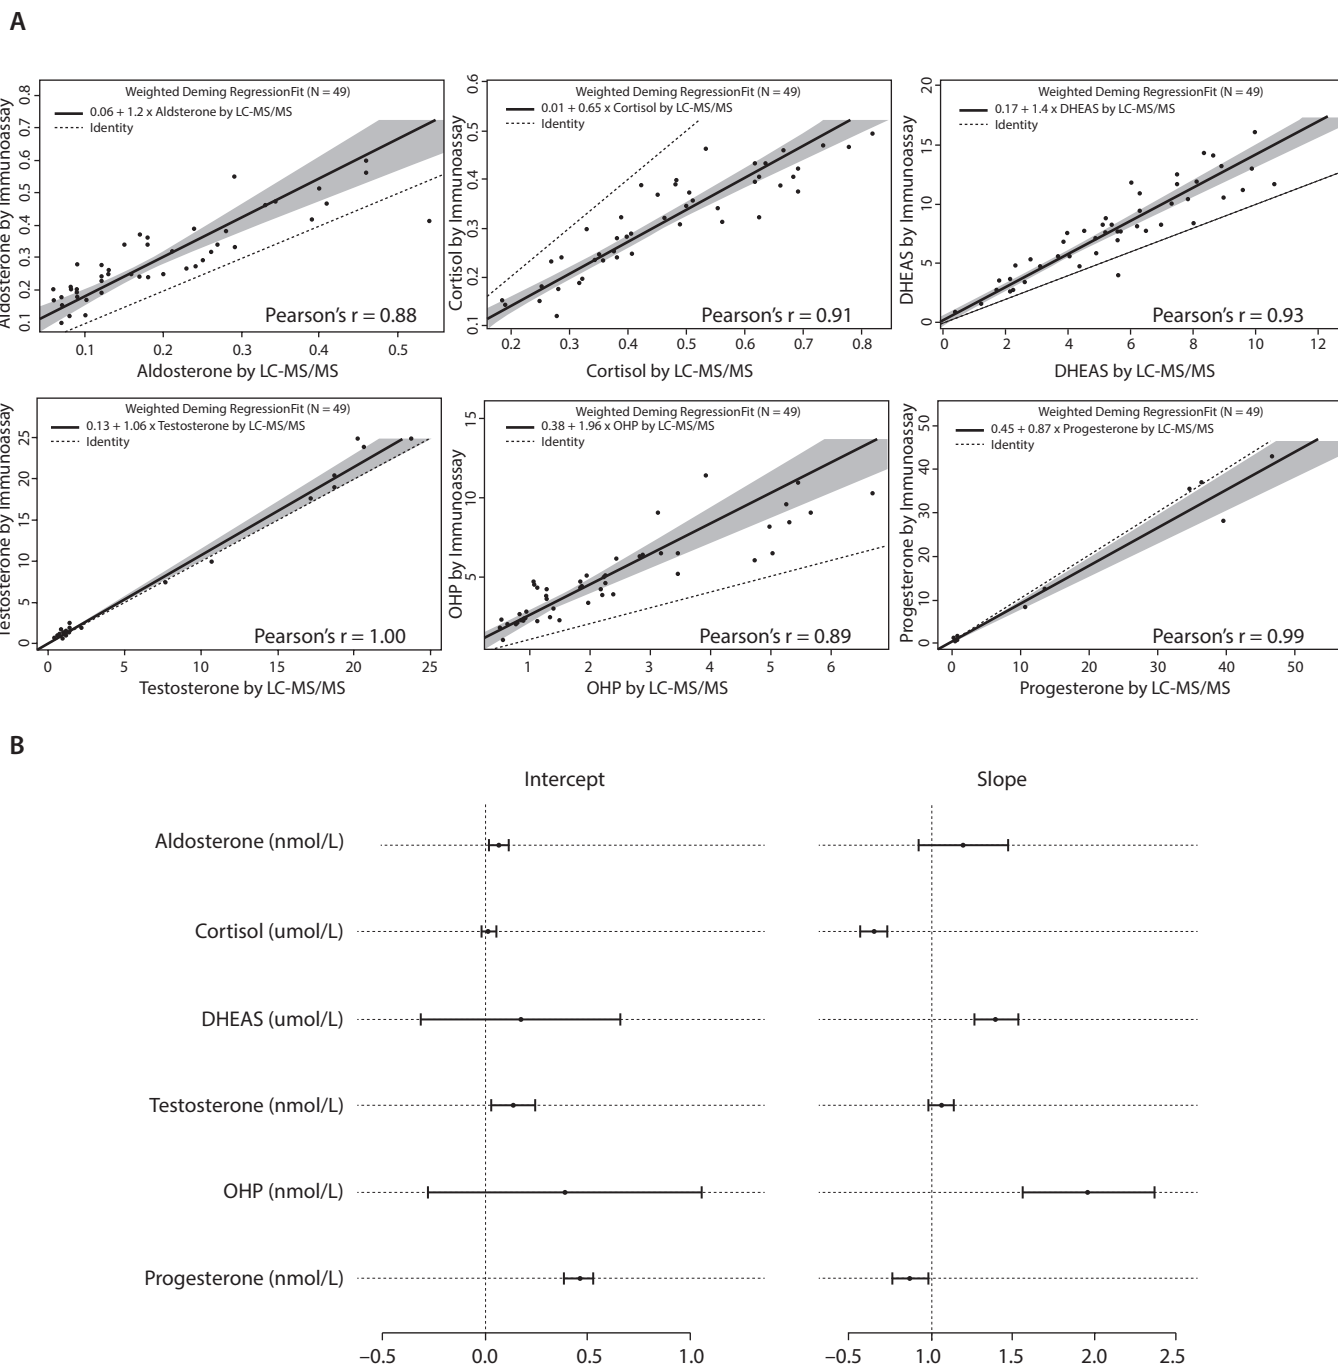 A
Weighted Deming RegressionFit (N = 49)
0.06 + 1.2 x Aldsterone by LC-MS/MS
Identity
Aldosterone by Immunoassay
0.1 0.2 0.3 0.4 0.5 0.6 0.7 0.8
Pearson's r = 0.88
0.1 0.2 0.3 0.4 0.5
Aldosterone by LC-MS/MS
Weighted Deming RegressionFit (N = 49)
0.01 + 0.65 x Cortisol by LC-MS/MS
Identity
Cortisol by Immunoassay
0.1 0.2 0.3 0.4 0.5 0.6
Pearson's r = 0.91
0.2 0.3 0.4 0.5 0.6 0.7 0.8
Cortisol by LC-MS/MS
Weighted Deming RegressionFit (N = 49)
0.17 + 1.4 x DHEAS by LC-MS/MS
Identity
DHEAS by Immunoassay
0 5 10 15 20
Pearson's r = 0.93
0 2 4 6 8 10 12
DHEAS by LC-MS/MS
Weighted Deming RegressionFit (N = 49)
0.13 + 1.06 x Testosterone by LC-MS/MS
Identity
Testosterone by Immunoassay
0 5 10 15 20 25
Pearson's r = 1.00
0 5 10 15 20 25
Testosterone by LC-MS/MS
Weighted Deming RegressionFit (N = 49)
0.38 + 1.96 x OHP by LC-MS/MS
Identity
OHP by Immunoassay
5 10 15
Pearson's r = 0.89
1 2 3 4 5 6
OHP by LC-MS/MS
Weighted Deming RegressionFit (N = 49)
0.45 + 0.87 x Progesterone by LC-MS/MS
Identity
Progesterone by Immunoassay
0 10 20 30 40 50
Pearson's r = 0.99
0 10 20 30 40 50
Progesterone by LC-MS/MS
B
Intercept Slope
Aldosterone (nmol/L)
Cortisol (umol/L)
DHEAS (umol/L)
Testosterone (nmol/L)
OHP (nmol/L)
Progesterone (nmol/L)
−0.5 0.0 0.5 1.0 −0.5 1.0 1.5 2.0 2.5